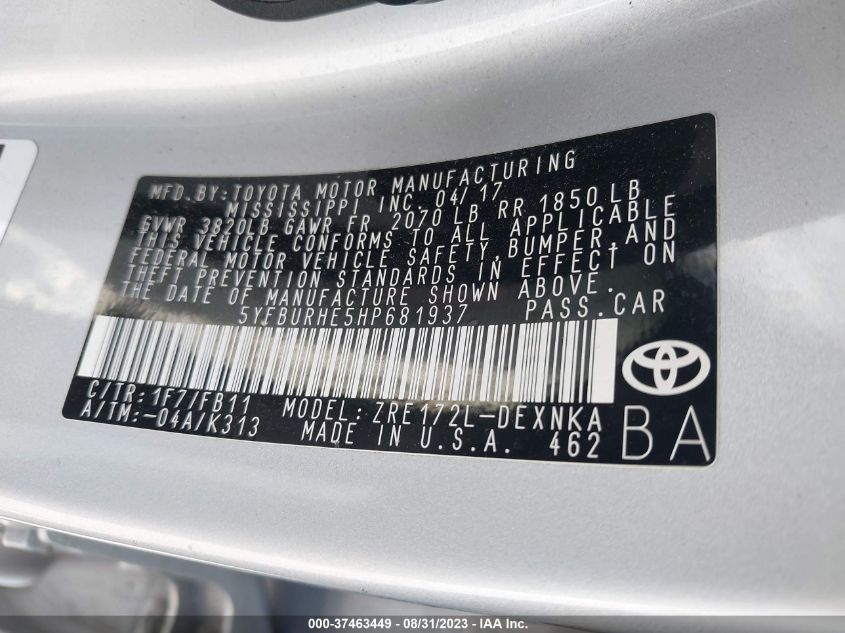 MFD.BY:TOYOTA MOTOR MANUFACTURING
MISSISSIPPI INC. 04/17
GVWR 3820LB GAWR FR 2070 LB RR 1850 LB
THIS VEHICLE CONFORMS TO ALL APPLICABLE
FEDERAL MOTOR VEHICLE SAFETY,BUMPER,AND
THEFT PREVENTION STANDARDS IN EFFECT ON
THE DATE OF MANUFACTURE SHOWN ABOVE.
5YFBURHE5HP681937 PASS.CAR
C/TR:1F7/FB11 MODEL:ZRE172L-DEXNKA
A/TM:-04A/K313 MADE IN U.S.A. 462
BA
000-37463449 - 08/31/2023 - IAA Inc.